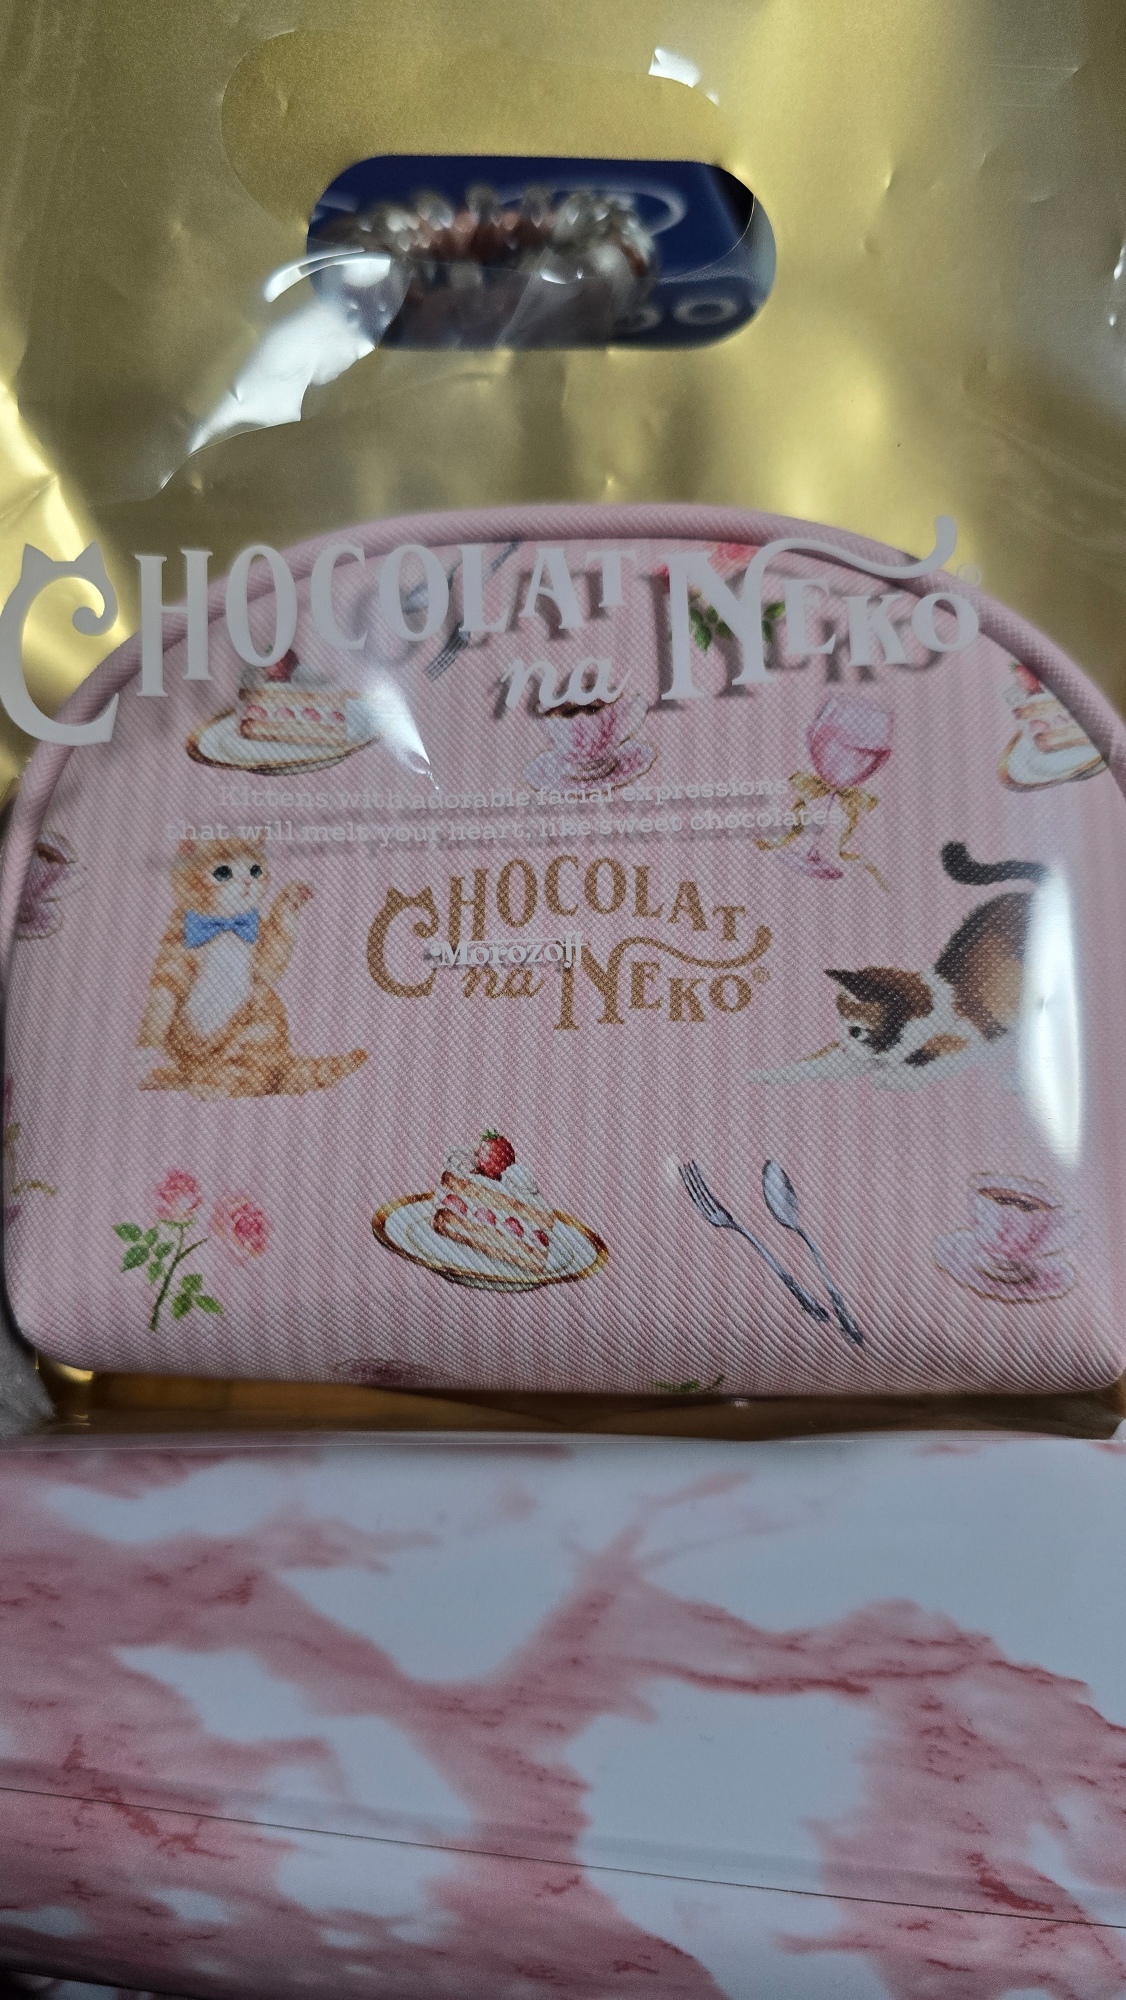 CHOCOLAT
na NEKO®
Kittens with adorable facial expressions
that will melt your heart, like sweet chocolates.
CHOCOLAT
na NEKO®
Morozoff